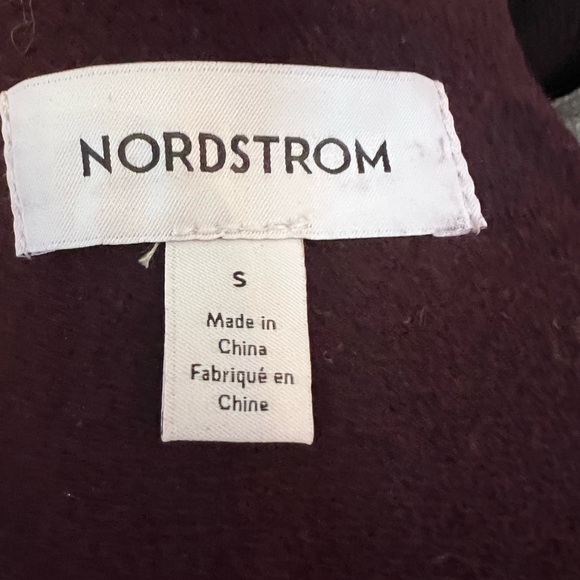 NORDSTROM
S
Made in
China
Fabriqué en
Chine